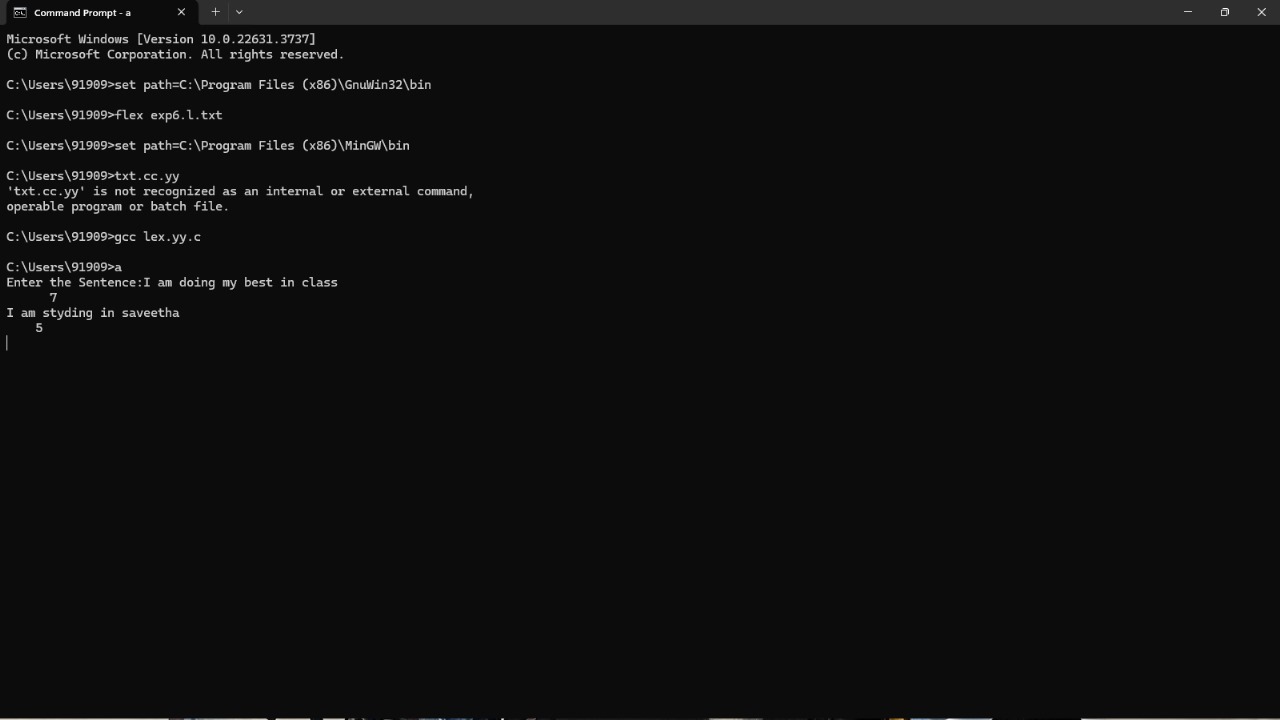 Command Prompt - a
Microsoft Windows [Version 10.0.22631.3737]
(c) Microsoft Corporation. All rights reserved.
C:\Users\91909>set path=C:\Program Files (x86)\GnuWin32\bin
C:\Users\91909>flex exp6.l.txt
C:\Users\91909>set path=C:\Program Files (x86)\MinGW\bin
C:\Users\91909>txt.cc.yy
'txt.cc.yy' is not recognized as an internal or external command,
operable program or batch file.
C:\Users\91909>gcc lex.yy.c
C:\Users\91909>a
Enter the Sentence:I am doing my best in class
7
I am styding in saveetha
5